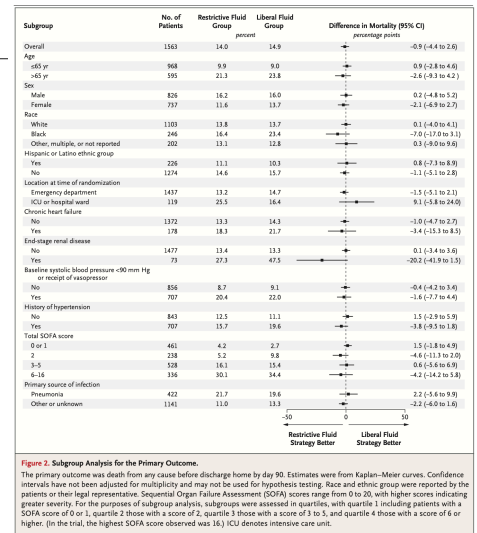 Subgroup No. of Patients Restrictive Fluid Group Liberal Fluid Group Difference in Mortality (95% CI)
percent percentage points
Overall 1563 14.0 14.9 −0.9 (−4.4 to 2.6)
Age
≤65 yr 968 9.9 9.0 0.9 (−2.8 to 4.6)
>65 yr 595 21.3 23.8 −2.6 (−9.3 to 4.2 )
Sex
Male 826 16.2 16.0 0.2 (−4.8 to 5.2)
Female 737 11.6 13.7 −2.1 (−6.9 to 2.7)
Race
White 1103 13.8 13.7 0.1 (−4.0 to 4.1)
Black 246 16.4 23.4 −7.0 (−17.0 to 3.1)
Other, multiple, or not reported 202 13.1 12.8 0.3 (−9.0 to 9.6)
Hispanic or Latino ethnic group
Yes 226 11.1 10.3 0.8 (−7.3 to 8.9)
No 1274 14.6 15.7 −1.1 (−5.1 to 2.8)
Location at time of randomization
Emergency department 1437 13.2 14.7 −1.5 (−5.1 to 2.1)
ICU or hospital ward 119 25.5 16.4 9.1 (−5.8 to 24.0)
Chronic heart failure
No 1372 13.3 14.3 −1.0 (−4.7 to 2.7)
Yes 178 18.3 21.7 −3.4 (−15.3 to 8.5)
End-stage renal disease
No 1477 13.4 13.3 0.1 (−3.4 to 3.6)
Yes 73 27.3 47.5 −20.2 (−41.9 to 1.5)
Baseline systolic blood pressure <90 mm Hg
or receipt of vasopressor
No 856 8.7 9.1 −0.4 (−4.2 to 3.4)
Yes 707 20.4 22.0 −1.6 (−7.7 to 4.4)
History of hypertension
No 843 12.5 11.1 1.5 (−2.9 to 5.9)
Yes 707 15.7 19.6 −3.8 (−9.5 to 1.8)
Total SOFA score
0 or 1 461 4.2 2.7 1.5 (−1.8 to 4.9)
2 238 5.2 9.8 −4.6 (−11.3 to 2.0)
3–5 528 16.1 15.4 0.6 (−5.6 to 6.9)
6–16 336 30.1 34.4 −4.2 (−14.2 to 5.8)
Primary source of infection
Pneumonia 422 21.7 19.6 2.2 (−5.6 to 9.9)
Other or unknown 1141 11.0 13.3 −2.2 (−6.0 to 1.6)
−50 0 50
Restrictive Fluid Strategy Better Liberal Fluid Strategy Better
Figure 2. Subgroup Analysis for the Primary Outcome.
The primary outcome was death from any cause before discharge home by day 90. Estimates were from Kaplan–Meier curves. Confidence
intervals have not been adjusted for multiplicity and may not be used for hypothesis testing. Race and ethnic group were reported by the
patients or their legal representative. Sequential Organ Failure Assessment (SOFA) scores range from 0 to 20, with higher scores indicating
greater severity. For the purposes of subgroup analysis, subgroups were assessed in quartiles, with quartile 1 including patients with a
SOFA score of 0 or 1, quartile 2 those with a score of 2, quartile 3 those with a score of 3 to 5, and quartile 4 those with a score of 6 or
higher. (In the trial, the highest SOFA score observed was 16.) ICU denotes intensive care unit.